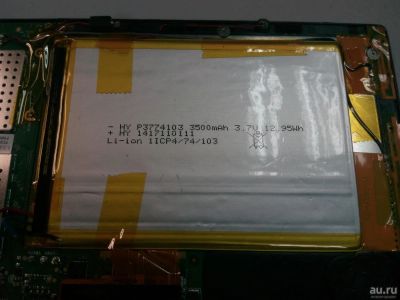 - HY P3774103 3500mAh 3.7V 12.95Wh
+ HY 1417110111
Li-ion 1ICP4/74/103
au.ru